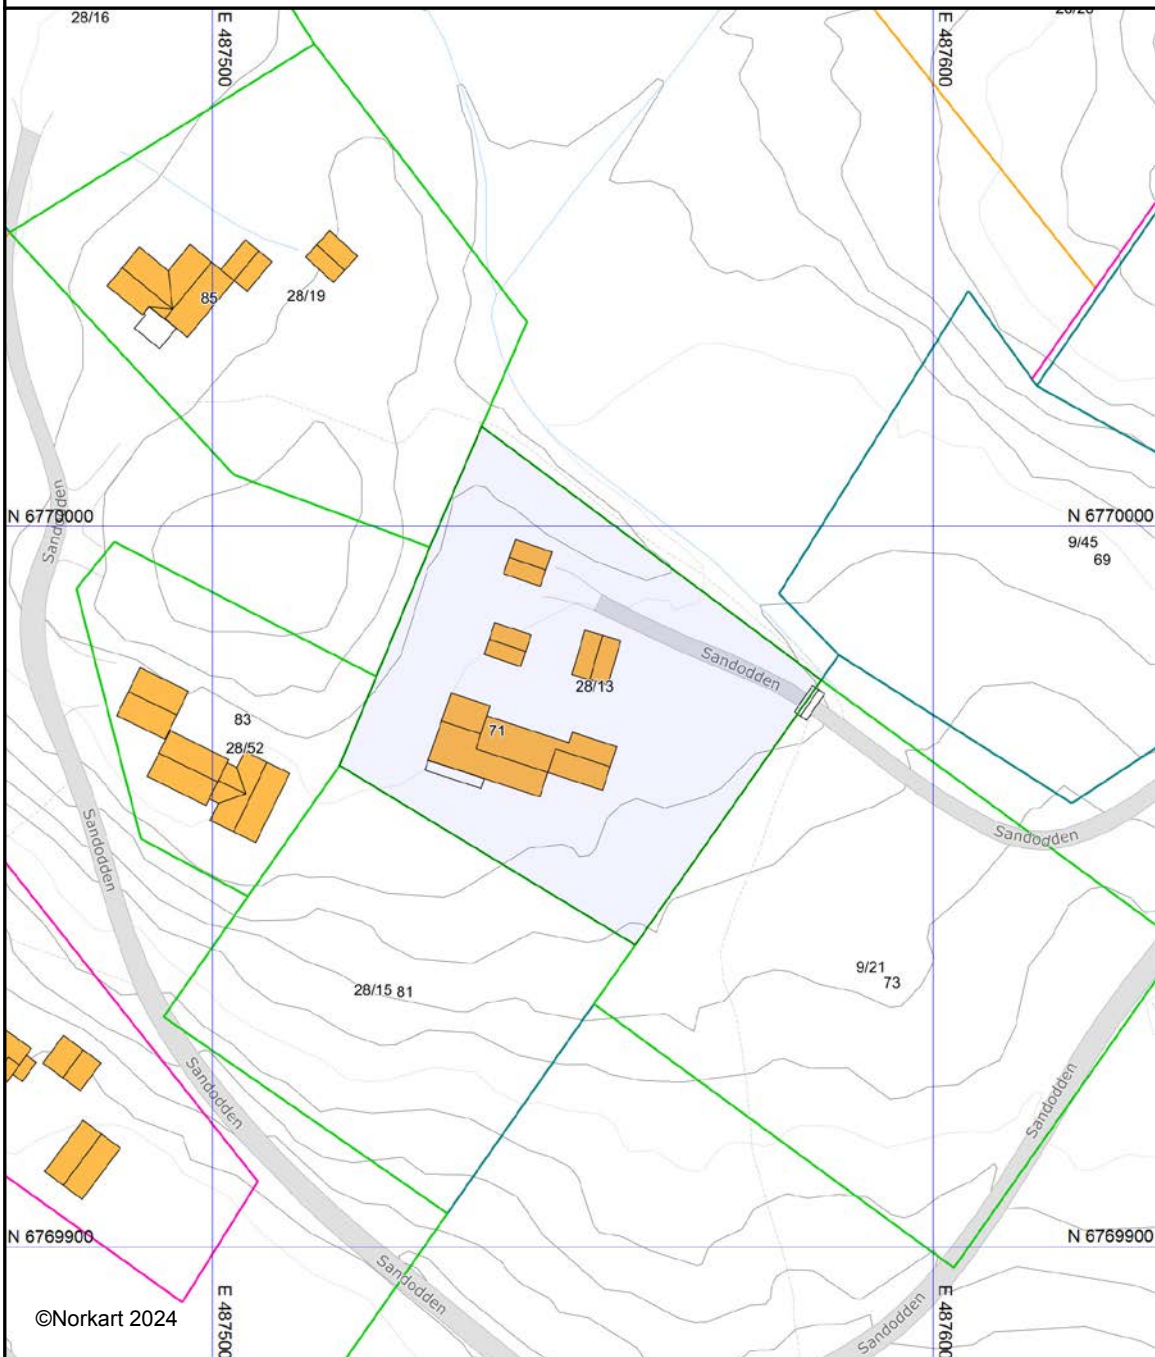 28/16
E 487500
E 487600
85
28/19
Sandodden
N 6770000
N 6770000
9/45
69
Sandodden
28/13
71
83
28/52
Sandodden
Sandodden
9/21
73
28/15 81
Sandodden
Sandodden
N 6769900
N 6769900
Sandodden
Sandodden
©Norkart 2024
E 487500
E 487600